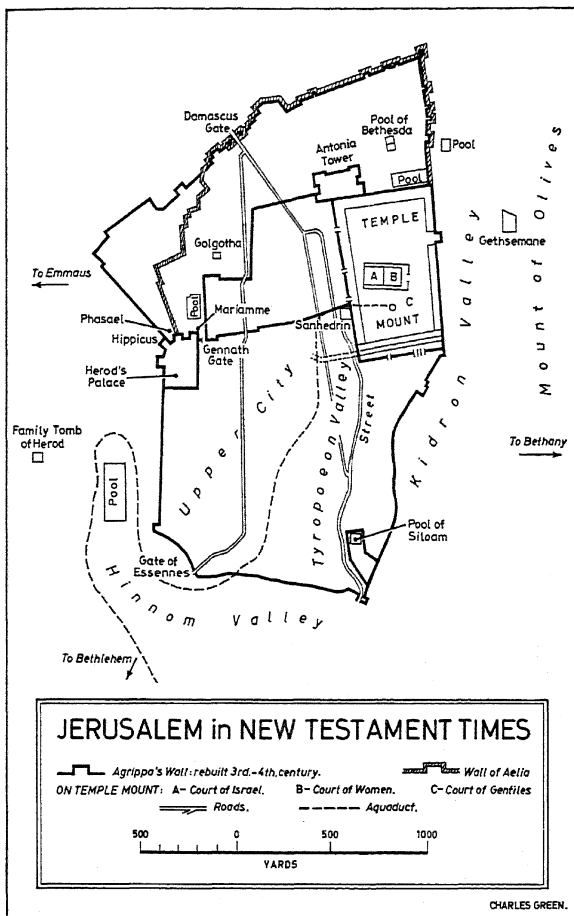 Damascus
Gate
Pool of
Bethesda
Antonia
Tower
Pool
Pool
TEMPLE
Golgotha
Gethsemane
To Emmaus
A
B
C
Pool
Mariamme
Phasael
Hippicus
Sanhedrin
MOUNT
Gennath
Gate
Herod's
Palace
Mount of Olives
Kidron Valley
Upper City
Tyropoeon Valley
Street
Family Tomb
of Herod
To Bethany
Pool
Pool of
Siloam
Gate of
Essennes
Hinnom Valley
To Bethlehem
JERUSALEM in NEW TESTAMENT TIMES
Agrippa's Wall: rebuilt 3rd.-4th. century.
Wall of Aelia
ON TEMPLE MOUNT: A- Court of Israel. B- Court of Women. C- Court of Gentiles
Roads. Aquaduct.
500 0 500 1000
YARDS
CHARLES GREEN.